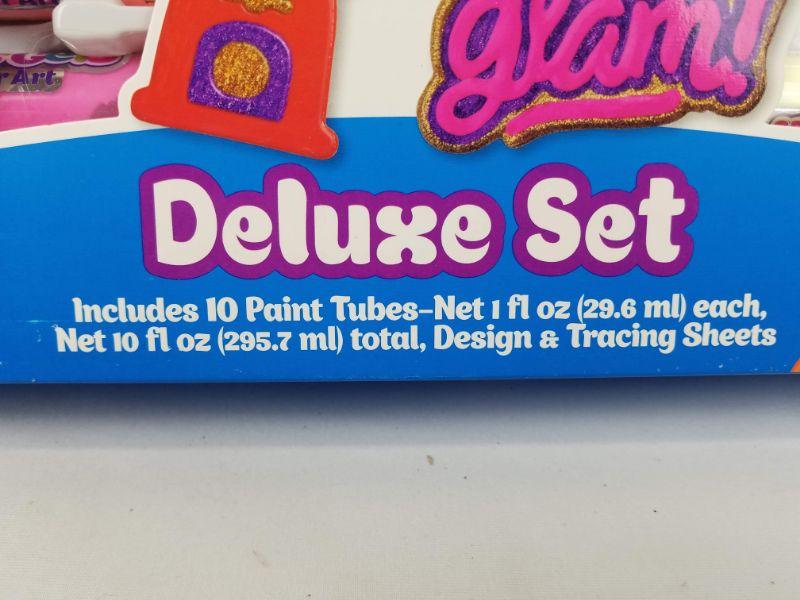 r Art
glam!
Deluxe Set
Includes 10 Paint Tubes-Net 1 fl oz (29.6 ml) each,
Net 10 fl oz (295.7 ml) total, Design & Tracing Sheets